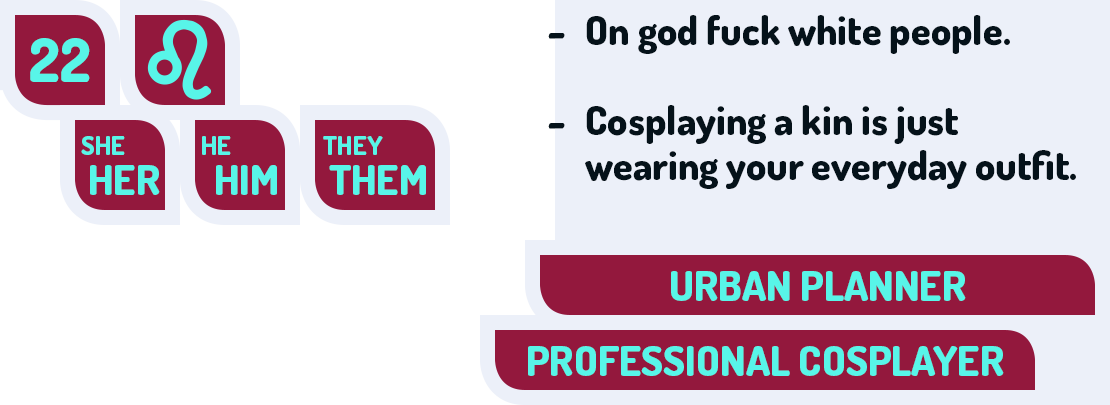 22 ♌
SHE HE THEY
HER HIM THEM
- On god fuck white people.
- Cosplaying a kin is just
wearing your everyday outfit.
URBAN PLANNER
PROFESSIONAL COSPLAYER